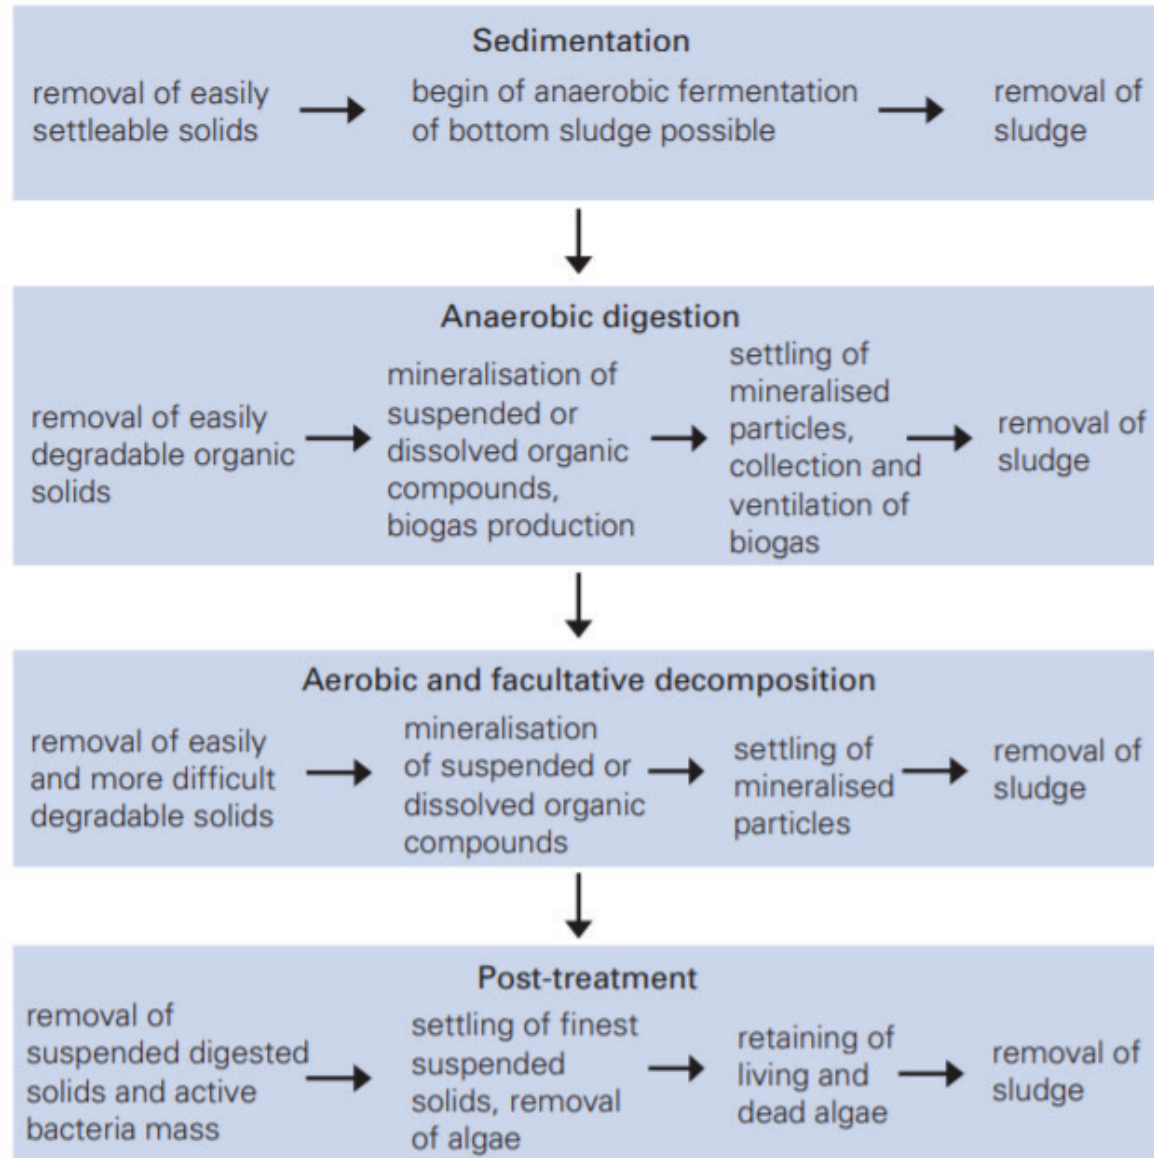 Sedimentation
removal of easily
settleable solids
begin of anaerobic fermentation
of bottom sludge possible
removal of
sludge
Anaerobic digestion
removal of easily
degradable organic
solids
mineralisation of
suspended or
dissolved organic
compounds,
biogas production
settling of
mineralised
particles,
collection and
ventilation of
biogas
removal of
sludge
Aerobic and facultative decomposition
removal of easily
and more difficult
degradable solids
mineralisation
of suspended or
dissolved organic
compounds
settling of
mineralised
particles
removal of
sludge
Post-treatment
removal of
suspended digested
solids and active
bacteria mass
settling of finest
suspended
solids, removal
of algae
retaining of
living and
dead algae
removal of
sludge